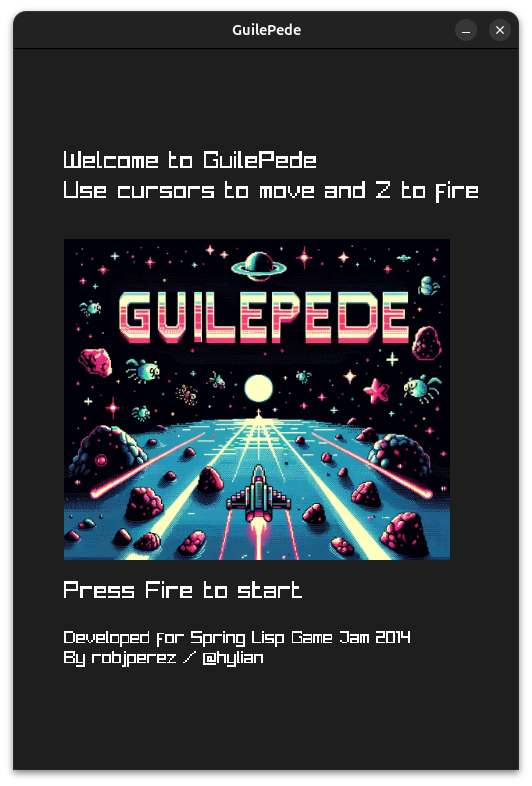 GuilePede
Welcome to GuilePede
Use cursors to move and Z to fire
GUILEPEDE
Press Fire to start
Developed for Spring Lisp Game Jam 2014
By robjperez / @hylian